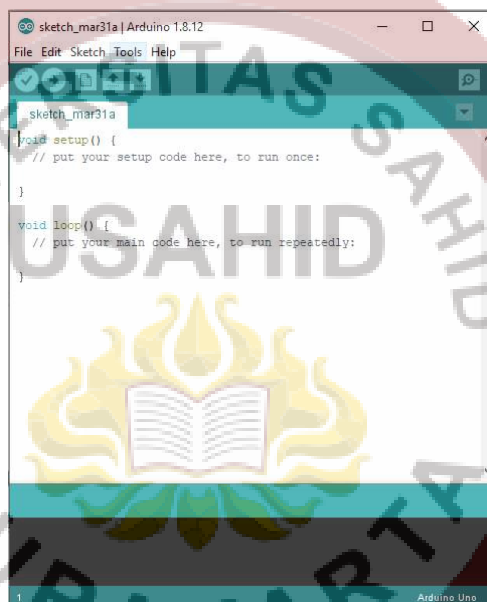 sketch_mar31a | Arduino 1.8.12
File Edit Sketch Tools Help
sketch_mar31a
void setup() {
  // put your setup code here, to run once:

}

void loop() {
  // put your main code here, to run repeatedly:

}
USAHID
1
Arduino Uno